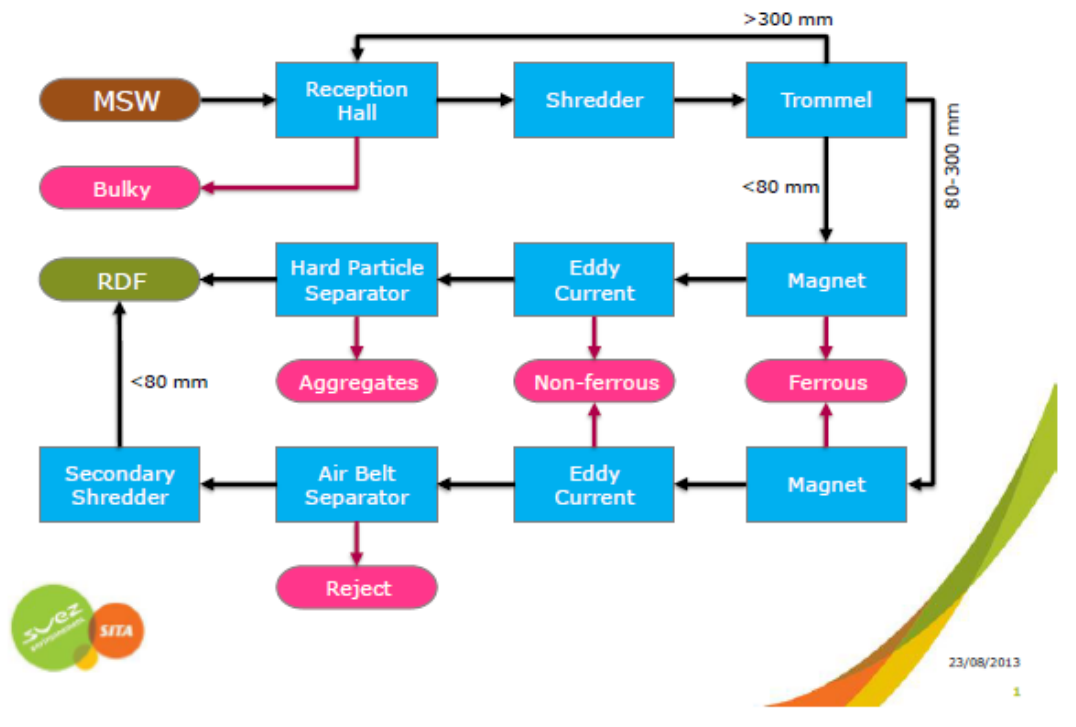 >300 mm
MSW
Reception
Hall
Shredder
Trommel
80-300 mm
Bulky
<80 mm
RDF
Hard Particle
Separator
Eddy
Current
Magnet
Aggregates
Non-ferrous
Ferrous
<80 mm
Secondary
Shredder
Air Belt
Separator
Eddy
Current
Magnet
Reject
SITA
23/08/2013
1